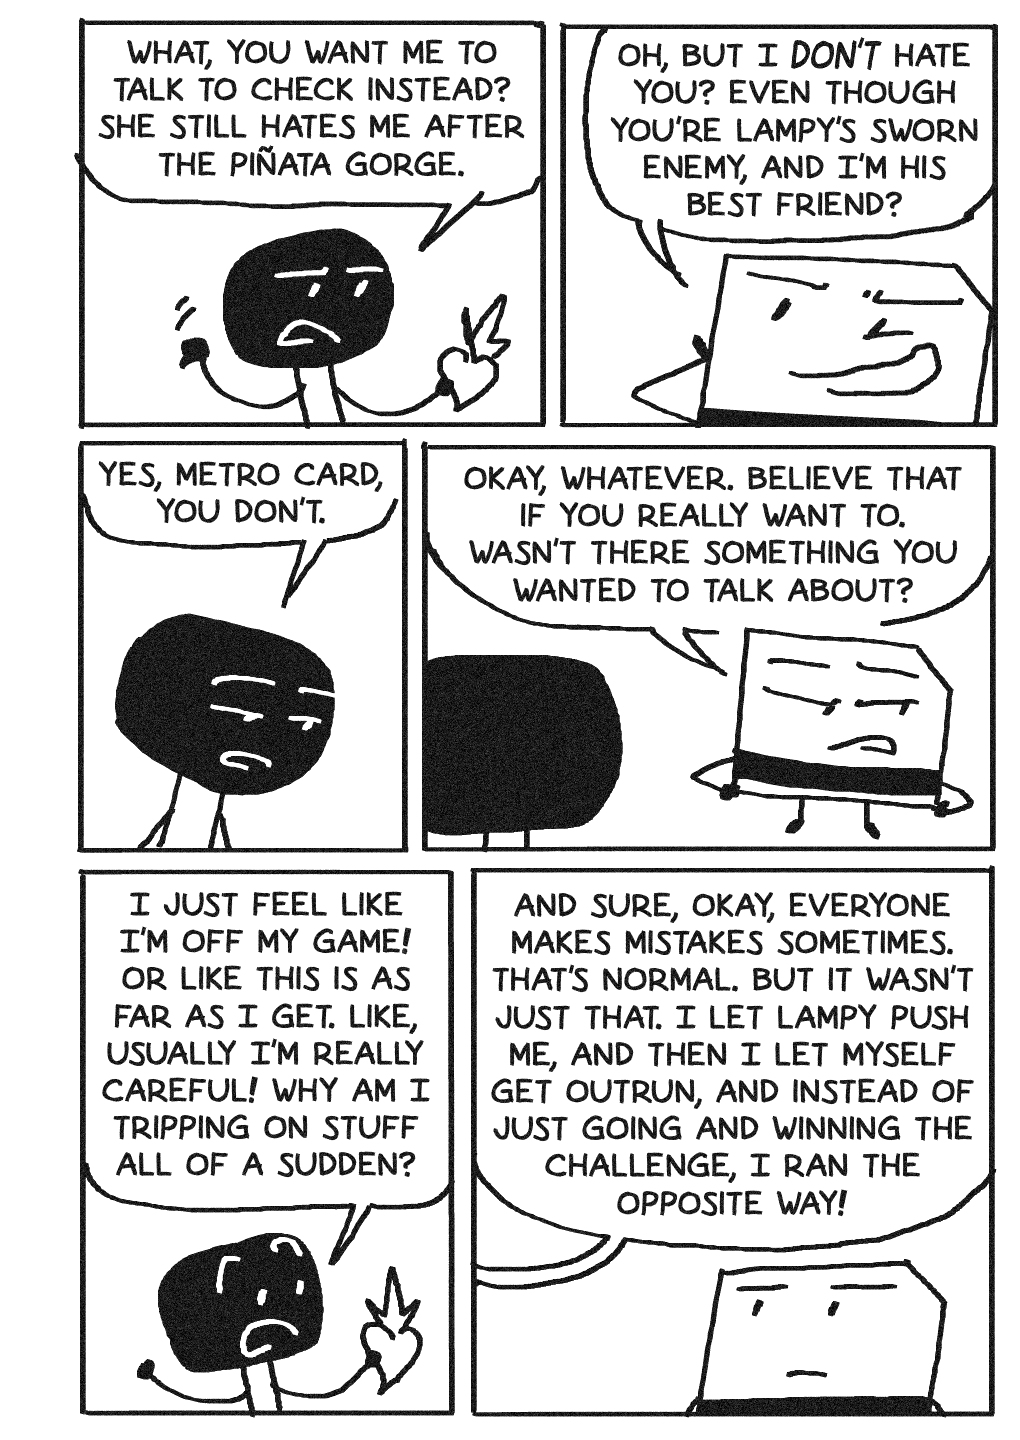 WHAT, YOU WANT ME TO
TALK TO CHECK INSTEAD?
SHE STILL HATES ME AFTER
THE PIÑATA GORGE.
OH, BUT I DON'T HATE
YOU? EVEN THOUGH
YOU'RE LAMPY'S SWORN
ENEMY, AND I'M HIS
BEST FRIEND?
YES, METRO CARD,
YOU DON'T.
OKAY, WHATEVER. BELIEVE THAT
IF YOU REALLY WANT TO.
WASN'T THERE SOMETHING YOU
WANTED TO TALK ABOUT?
I JUST FEEL LIKE
I'M OFF MY GAME!
OR LIKE THIS IS AS
FAR AS I GET. LIKE,
USUALLY I'M REALLY
CAREFUL! WHY AM I
TRIPPING ON STUFF
ALL OF A SUDDEN?
AND SURE, OKAY, EVERYONE
MAKES MISTAKES SOMETIMES.
THAT'S NORMAL. BUT IT WASN'T
JUST THAT. I LET LAMPY PUSH
ME, AND THEN I LET MYSELF
GET OUTRUN, AND INSTEAD OF
JUST GOING AND WINNING THE
CHALLENGE, I RAN THE
OPPOSITE WAY!